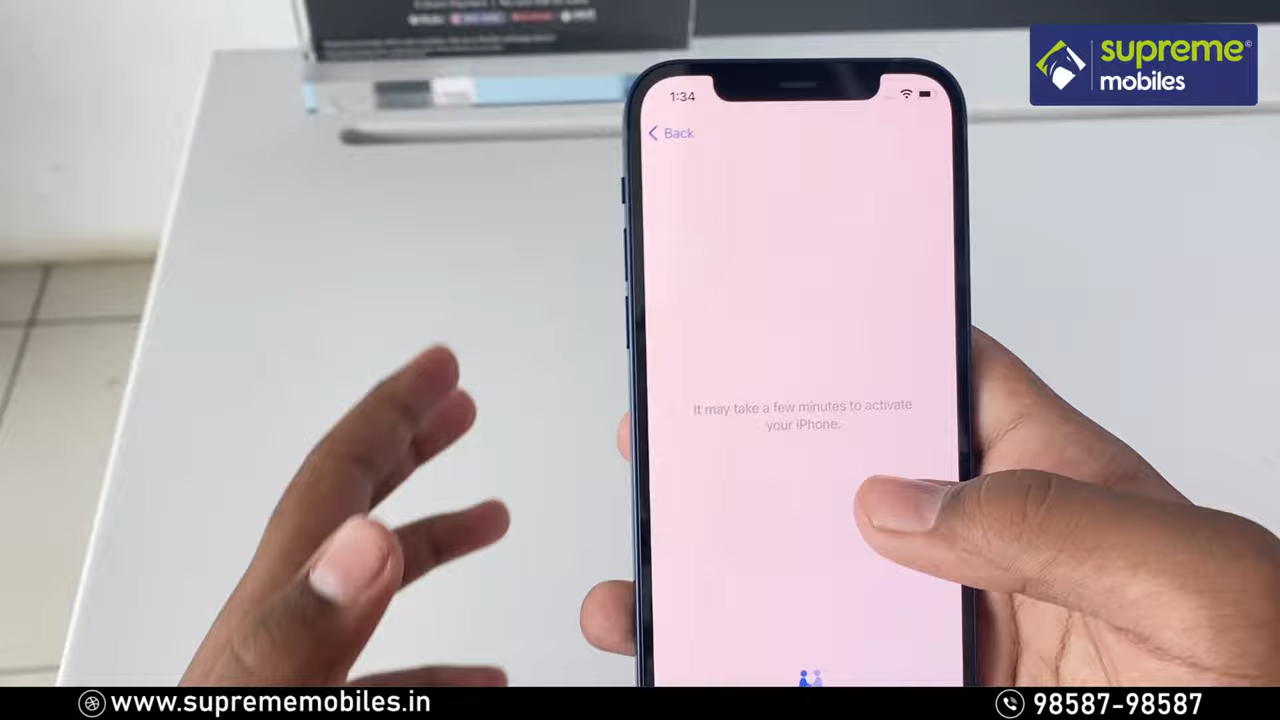 supreme
mobiles
1:34
Back
It may take a few minutes to activate
your iPhone.
www.suprememobiles.in
98587-98587